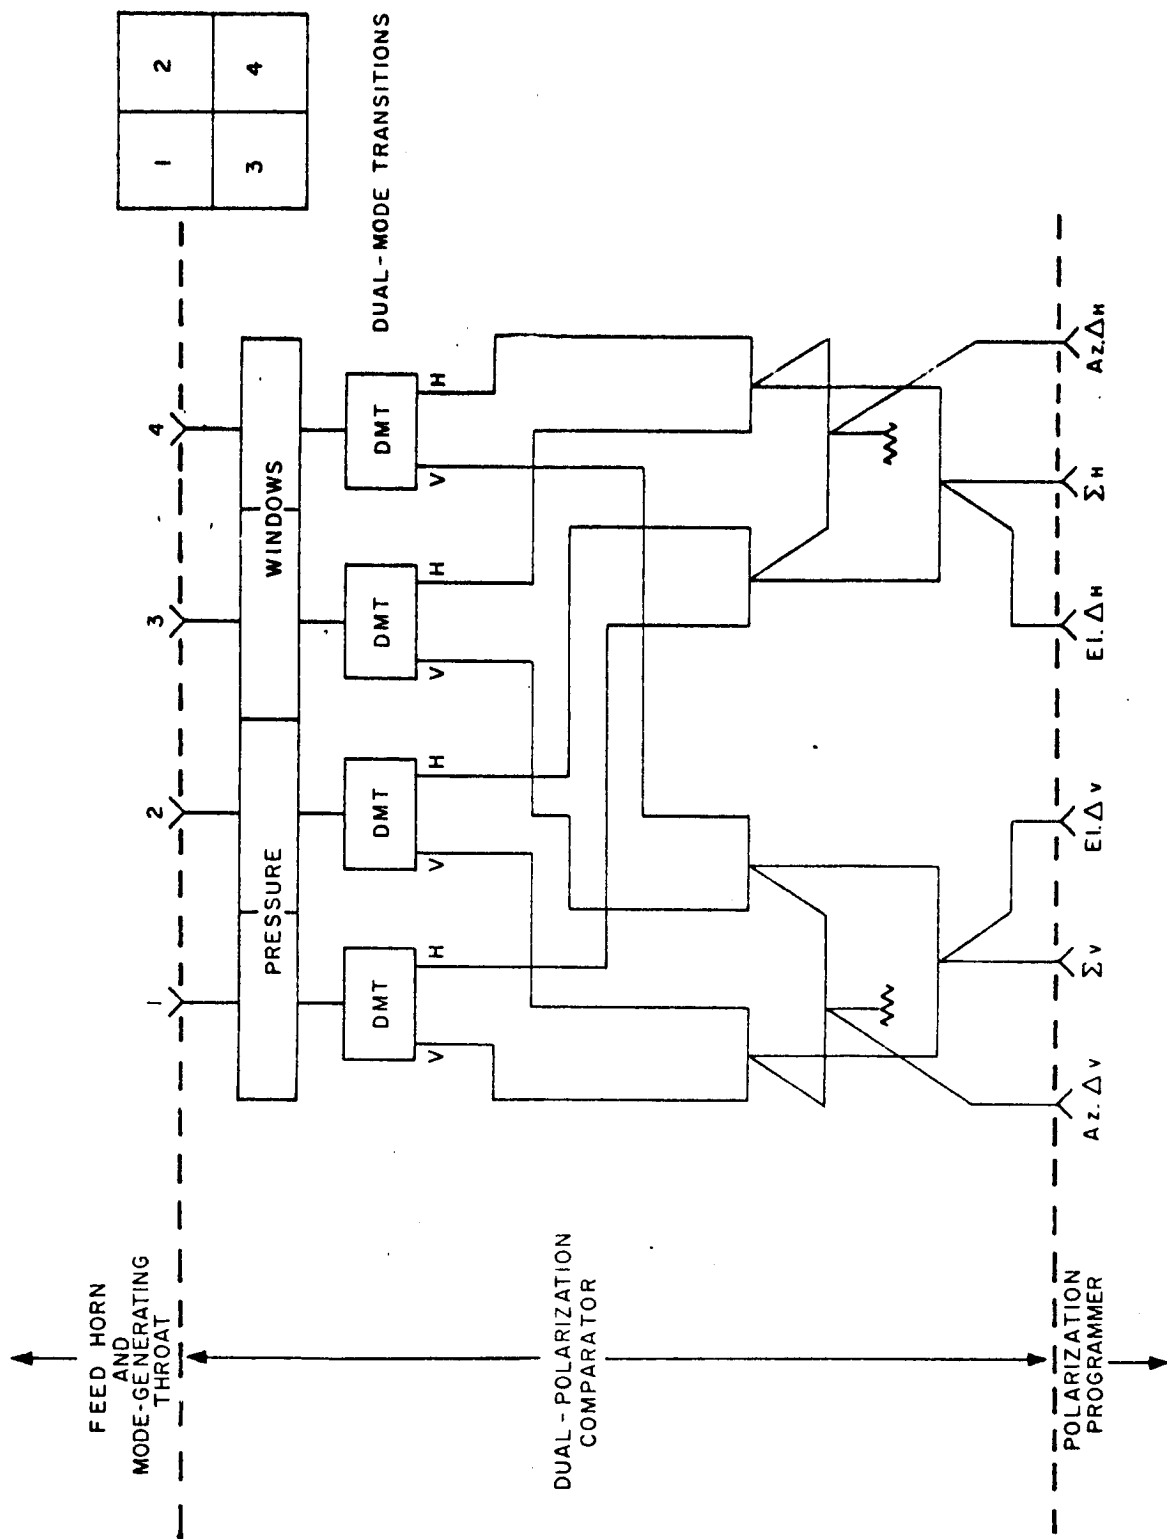 FEED HORN
AND
MODE-GENERATING
THROAT
1
2
3
4
1 2
3 4
PRESSURE WINDOWS
DUAL-MODE TRANSITIONS
DMT
DMT
DMT
DMT
V H
V H
V H
V H
DUAL-POLARIZATION
COMPARATOR
POLARIZATION
PROGRAMMER
Az. Δv
Σv
El. Δv
El. ΔH
ΣH
Az. ΔH